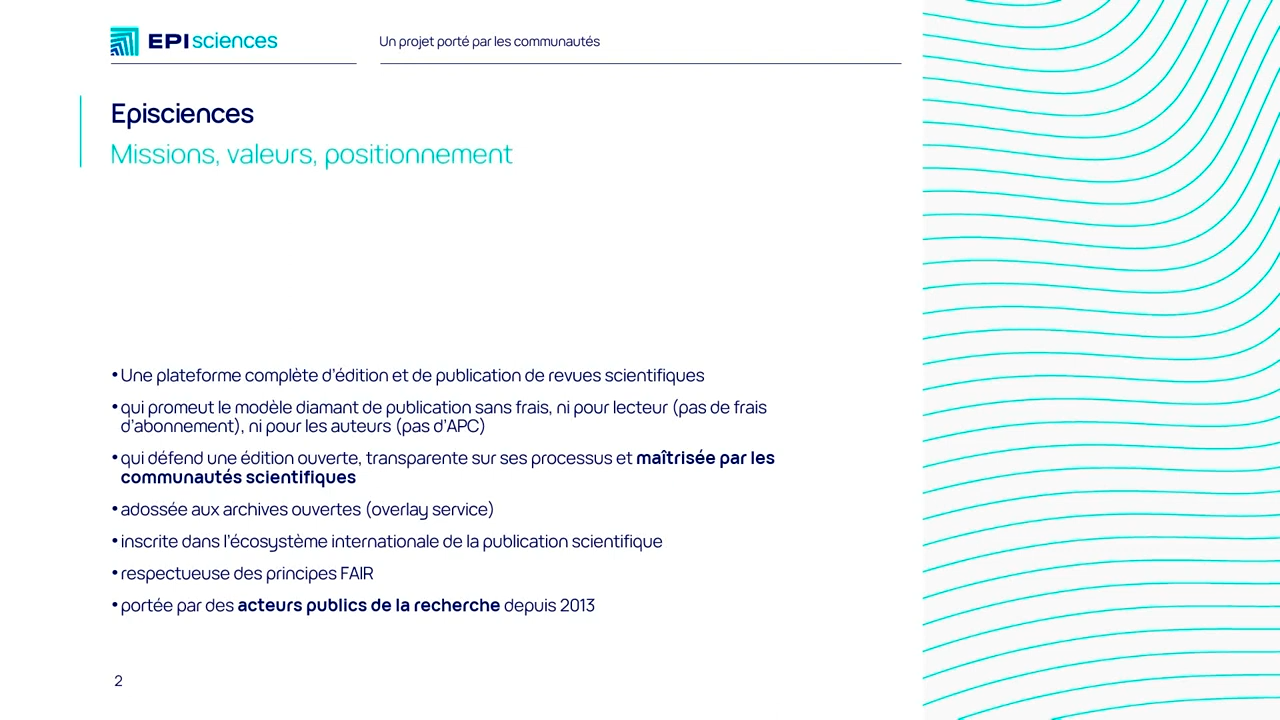 EPIsciences
Un projet porté par les communautés
Episciences
Missions, valeurs, positionnement
• Une plateforme complète d'édition et de publication de revues scientifiques
• qui promeut le modèle diamant de publication sans frais, ni pour lecteur (pas de frais
d'abonnement), ni pour les auteurs (pas d'APC)
• qui défend une édition ouverte, transparente sur ses processus et maîtrisée par les
communautés scientifiques
• adossée aux archives ouvertes (overlay service)
• inscrite dans l'écosystème internationale de la publication scientifique
• respectueuse des principes FAIR
• portée par des acteurs publics de la recherche depuis 2013
2